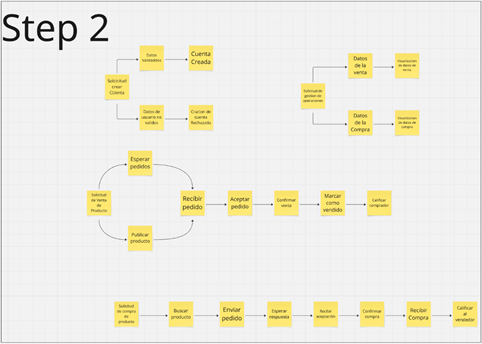 Step 2
Datos
validados
Cuenta
Creada
Solicitud
crear
Cuenta
Datos de
usuario no
validos
Creacion de
cuenta
Rechazada
Datos
de la
venta
Visualizacion
de datos de
venta
Solicitud de
gestion de
operaciones
Datos
de la
Compra
Visualizacion
de datos de
compra
Esperar
pedidos
Solicitud
de Venta
de
Producto
Recibir
pedido
Aceptar
pedido
Confirmar
venta
Marcar
como
vendido
Calificar
comprador
Publicar
producto
Solicitud
de compra
de
producto
Buscar
producto
Enviar
pedido
Esperar
respuesta
Recibir
aceptación
Confirmar
compra
Recibir
Compra
Calificar
al
vendedor